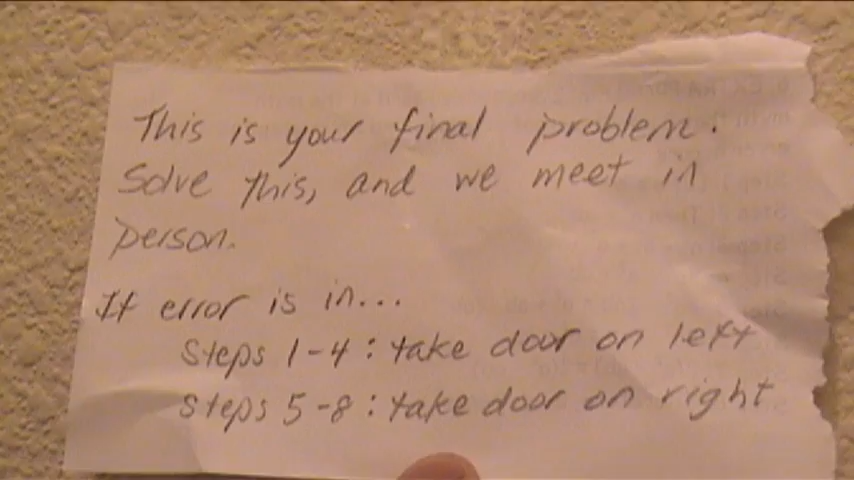 This is your final problem.
Solve this, and we meet in
person.
If error is in...
Steps 1-4: take door on left
Steps 5-8: take door on right